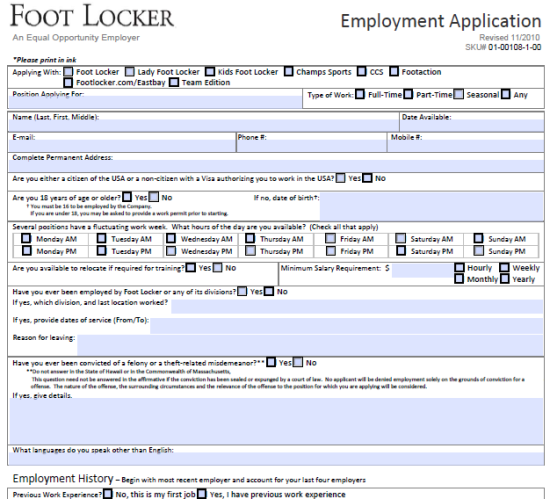 FOOT LOCKER
Employment Application
An Equal Opportunity Employer
Revised 11/2010
SKU# 01-00108-1-00
*Please print in ink
Applying With: Foot Locker Lady Foot Locker Kids Foot Locker Champs Sports CCS Footaction
Footlocker.com/Eastbay Team Edition
Position Applying For: Type of Work: Full-Time Part-Time Seasonal Any
Name (Last, First, Middle): Date Available:
E-mail: Phone #: Mobile #:
Complete Permanent Address:
Are you either a citizen of the USA or a non-citizen with a Visa authorizing you to work in the USA? Yes No
Are you 18 years of age or older? Yes No If no, date of birth†:
† You must be 16 to be employed by the Company.
If you are under 18, you may be asked to provide a work permit prior to starting.
Several positions have a fluctuating work week. What hours of the day are you available? (Check all that apply)
Monday AM Tuesday AM Wednesday AM Thursday AM Friday AM Saturday AM Sunday AM
Monday PM Tuesday PM Wednesday PM Thursday PM Friday PM Saturday PM Sunday PM
Are you available to relocate if required for training? Yes No Minimum Salary Requirement: $ Hourly Weekly
Monthly Yearly
Have you ever been employed by Foot Locker or any of its divisions? Yes No
If yes, which division, and last location worked?
If yes, provide dates of service (From/To):
Reason for leaving:
Have you ever been convicted of a felony or a theft-related misdemeanor?** Yes No
**Do not answer in the State of Hawaii or in the Commonwealth of Massachusetts,
This question need not be answered in the affirmative if the conviction has been sealed or expunged by a court of law. No applicant will be denied employment solely on the grounds of conviction for a
offense. The nature of the offense, the surrounding circumstances and the relevance of the offense to the position for which you are applying will be considered.
If yes, give details.
What languages do you speak other than English:
Employment History – Begin with most recent employer and account for your last four employers
Previous Work Experience? No, this is my first job Yes, I have previous work experience